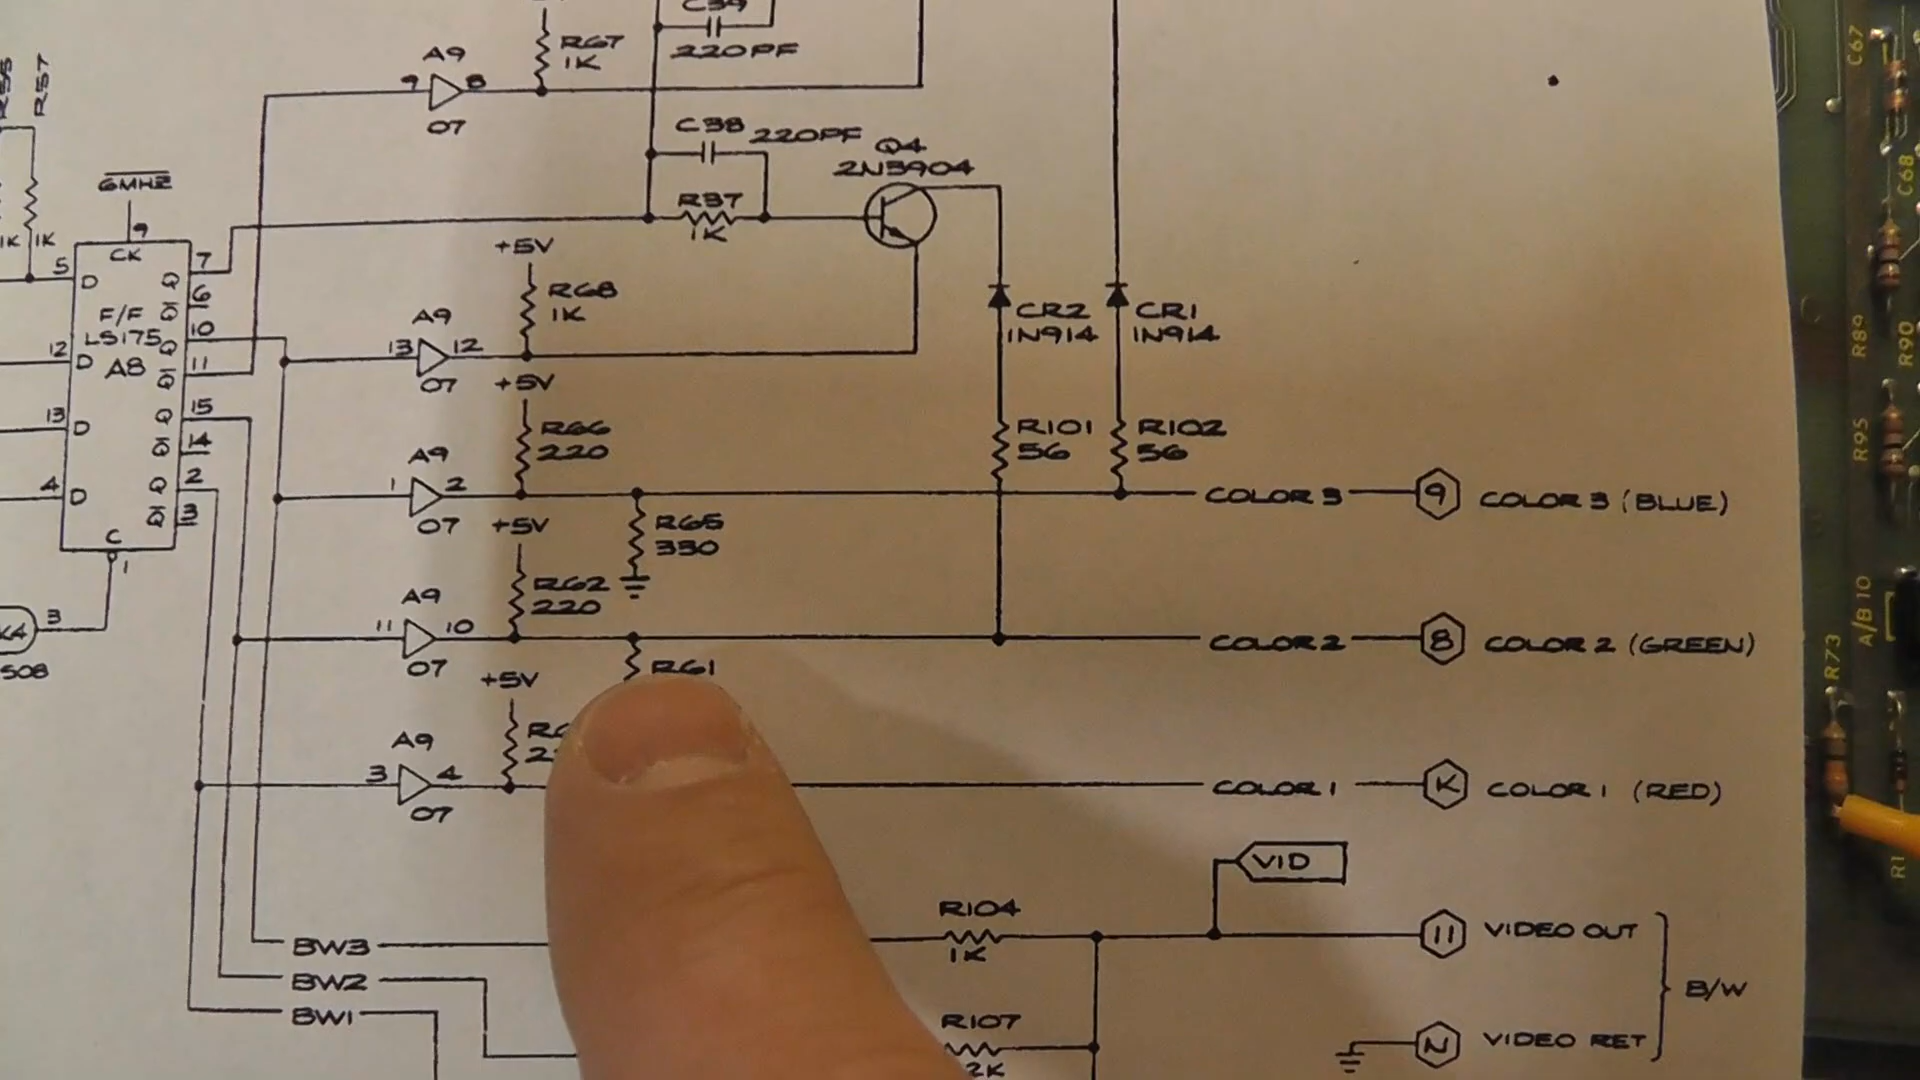 C39
220PF
R67
1K
A9
9
8
07
R57
C38
220PF
Q4
2N3904
6MHZ
9
R37
1K
+5V
1K
1K
5
CK
7
D
Q
6
Q
R68
1K
F/F
LS175
A8
10
Q
11
Q
12
D
A9
13
12
07
CR2
1N914
CR1
1N914
+5V
13
D
15
Q
14
Q
R66
220
R101
56
R102
56
4
D
2
Q
3
Q
A9
1
2
07
COLOR 3
9
COLOR 3 (BLUE)
C
1
+5V
R65
330
R62
220
A9
11
10
07
3
K4
COLOR 2
8
COLOR 2 (GREEN)
R61
+5V
A9
3
4
07
COLOR 1
K
COLOR 1 (RED)
VID
BW3
R104
1K
11
VIDEO OUT
BW2
BW1
R107
N
VIDEO RET
B/W
C67
C68
R89
R90
R95
A/B 10
R73